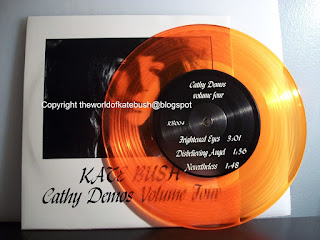 Copyright theworldofkatebush@blogspot
Cathy Demos
volume four
KB1004
Frightened Eyes 3.01
Disbelieving Angel 1.56
Nevertheless 1.48
KATE BUSH
Cathy Demos Volume Four